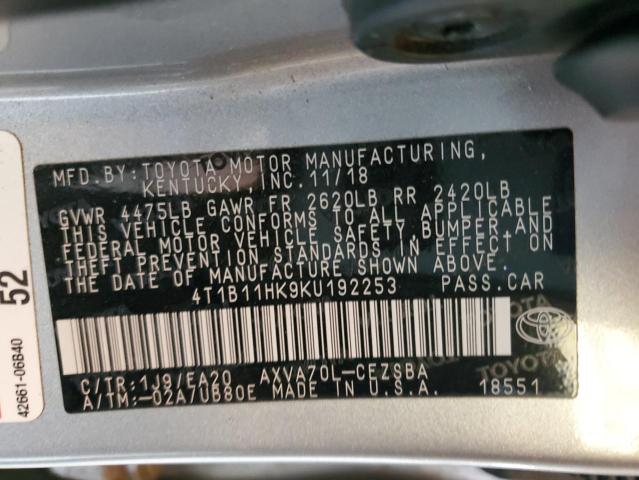 MFD.BY:TOYOTA MOTOR MANUFACTURING,
KENTUCKY, INC. 11/18
GVWR 4475LB GAWR FR 2620LB RR 2420LB
THIS VEHICLE CONFORMS TO ALL APPLICABLE
FEDERAL MOTOR VEHICLE SAFETY, BUMPER, AND
THEFT PREVENTION STANDARDS IN EFFECT ON
THE DATE OF MANUFACTURE SHOWN ABOVE.
4T1B11HK9KU192253 PASS.CAR
C/TR:1J9/EA20 AXVA70L-CEZSBA
A/TM:-02A/UB80E MADE IN U.S.A. 18551
TOYOTA
52
42661-06B40